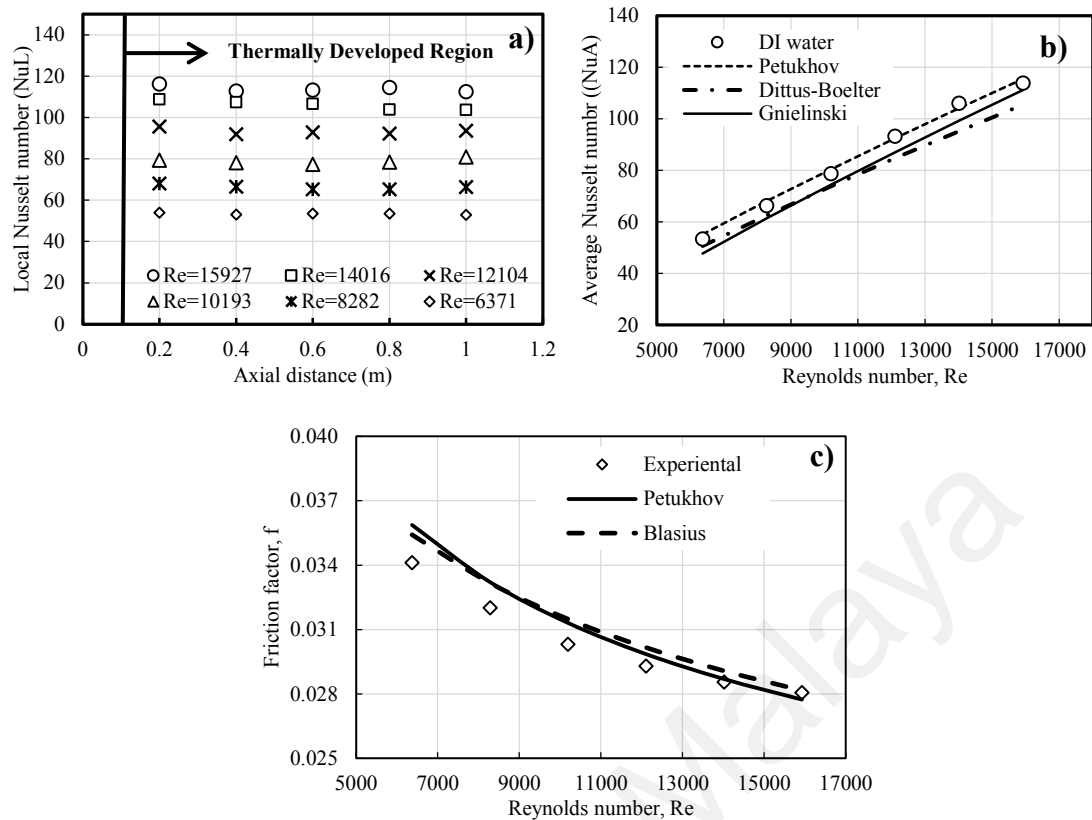 a)
Thermally Developed Region
Local Nusselt number (NuL)
140
120
100
80
60
40
20
0
Re=15927 Re=14016 Re=12104
Re=10193 Re=8282 Re=6371
0 0.2 0.4 0.6 0.8 1 1.2
Axial distance (m)
b)
Average Nusselt numbr ((NuA)
140
120
100
80
60
40
20
DI water
Petukhov
Dittus-Boelter
Gnielinski
5000 7000 9000 11000 13000 15000 17000
Reynolds number, Re
c)
Friction factor, f
0.040
0.037
0.034
0.031
0.028
0.025
Experiental
Petukhov
Blasius
5000 7000 9000 11000 13000 15000 17000
Reynolds number, Re
Malaya